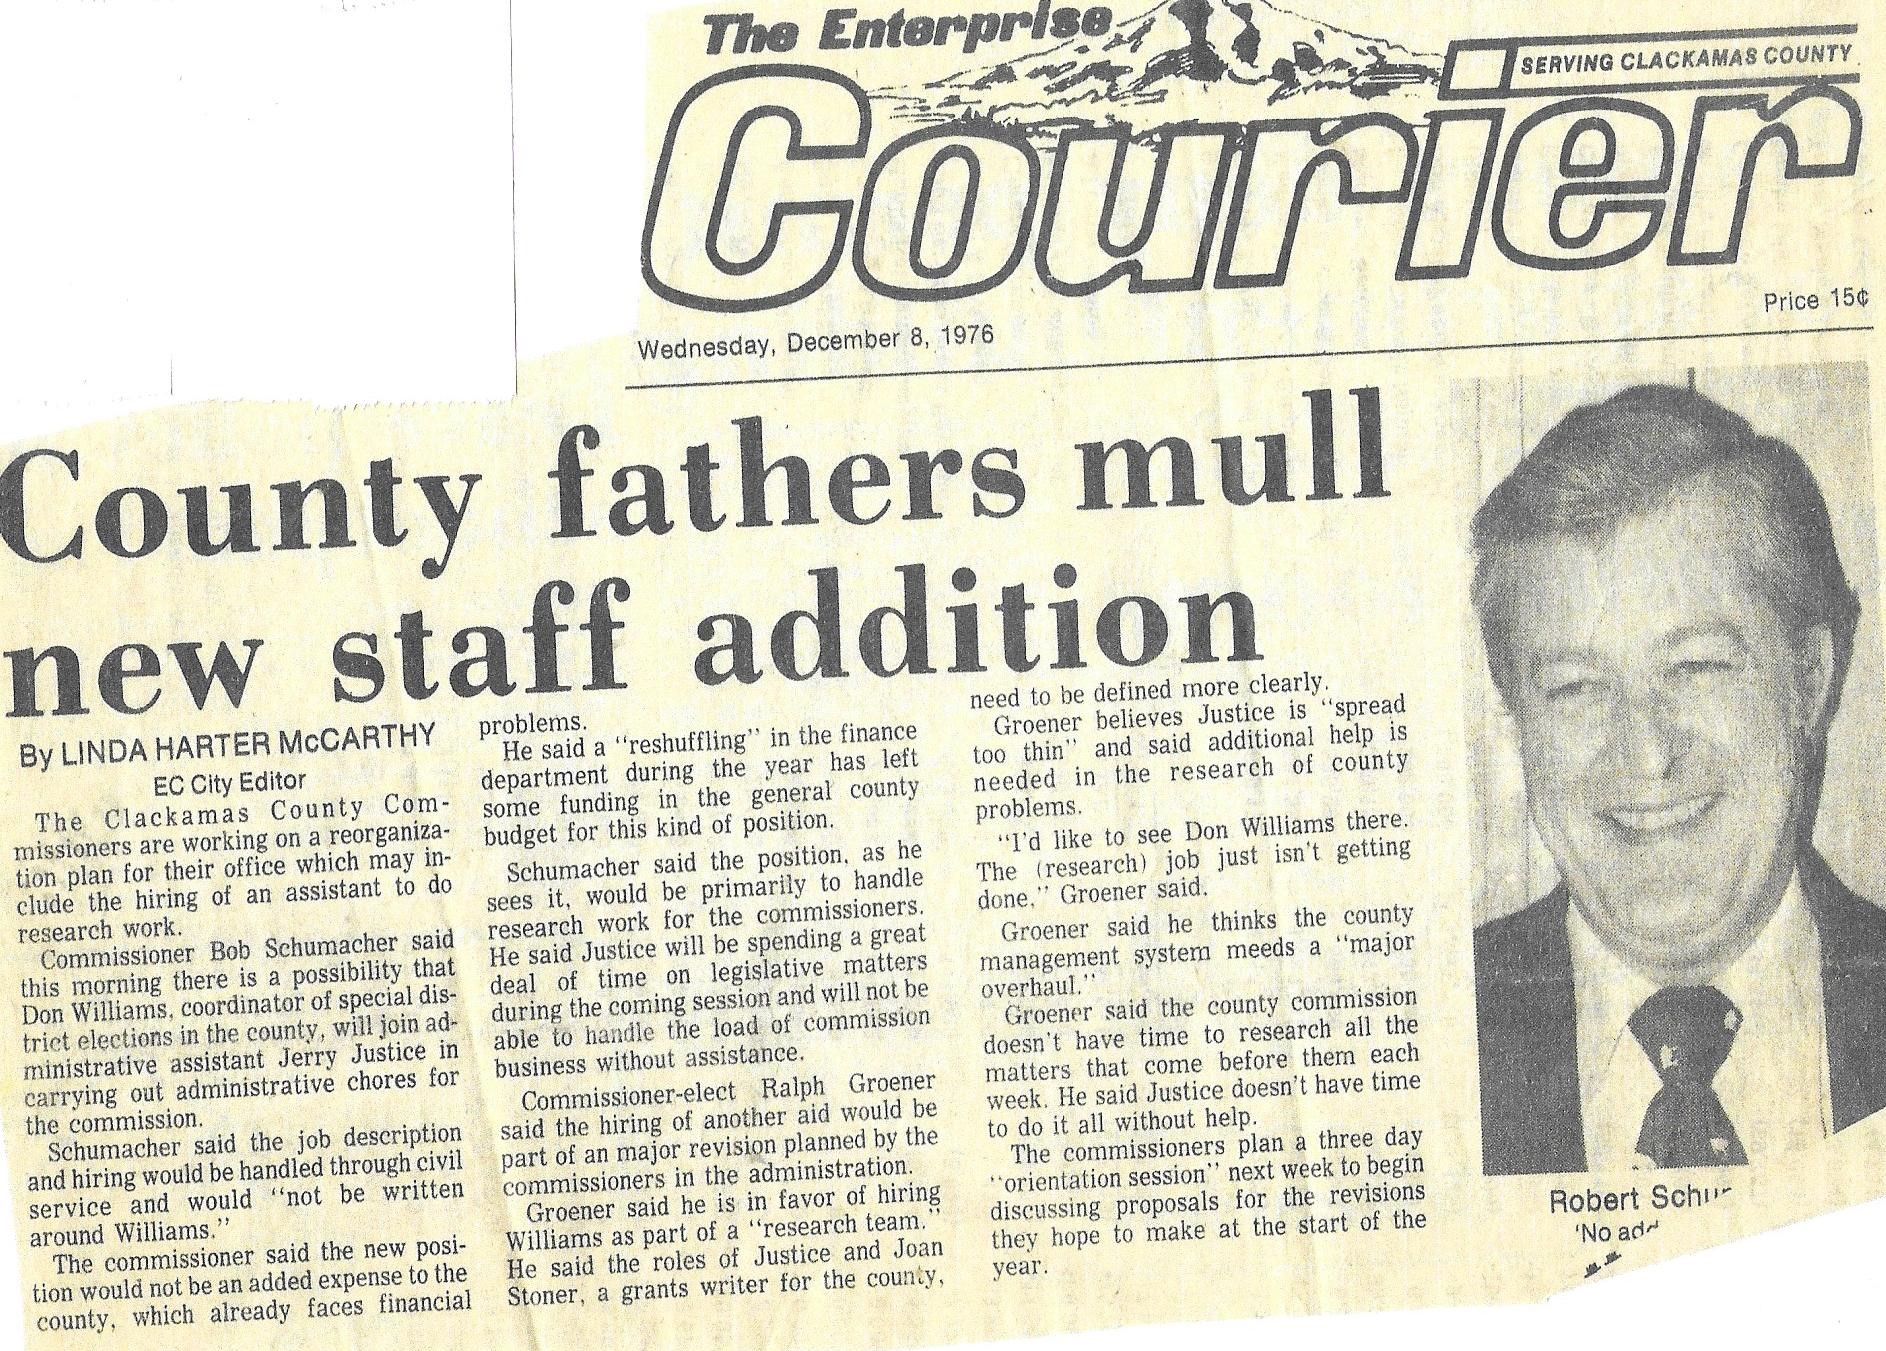 The Enterprise
Courier
SERVING CLACKAMAS COUNTY
Price 15¢
Wednesday, December 8, 1976
County fathers mull
new staff addition
By LINDA HARTER McCARTHY
EC City Editor
The Clackamas County Com-
missioners are working on a reorganiza-
tion plan for their office which may in-
clude the hiring of an assistant to do
research work.
Commissioner Bob Schumacher said
this morning there is a possibility that
Don Williams, coordinator of special dis-
trict elections in the county, will join ad-
ministrative assistant Jerry Justice in
carrying out administrative chores for
the commission.
Schumacher said the job description
and hiring would be handled through civil
service and would "not be written
around Williams."
The commissioner said the new posi-
tion would not be an added expense to the
county, which already faces financial
problems.
He said a "reshuffling" in the finance
department during the year has left
some funding in the general county
budget for this kind of position.
Schumacher said the position, as he
sees it, would be primarily to handle
research work for the commissioners.
He said Justice will be spending a great
deal of time on legislative matters
during the coming session and will not be
able to handle the load of commission
business without assistance.
Commissioner-elect Ralph Groener
said the hiring of another aid would be
part of an major revision planned by the
commissioners in the administration.
Groener said he is in favor of hiring
Williams as part of a "research team."
He said the roles of Justice and Joan
Stoner, a grants writer for the county,
need to be defined more clearly.
Groener believes Justice is "spread
too thin" and said additional help is
needed in the research of county
problems.
"I'd like to see Don Williams there.
The (research) job just isn't getting
done," Groener said.
Groener said he thinks the county
management system meeds a "major
overhaul."
Groener said the county commission
doesn't have time to research all the
matters that come before them each
week. He said Justice doesn't have time
to do it all without help.
The commissioners plan a three day
"orientation session" next week to begin
discussing proposals for the revisions
they hope to make at the start of the
year.
Robert
'No